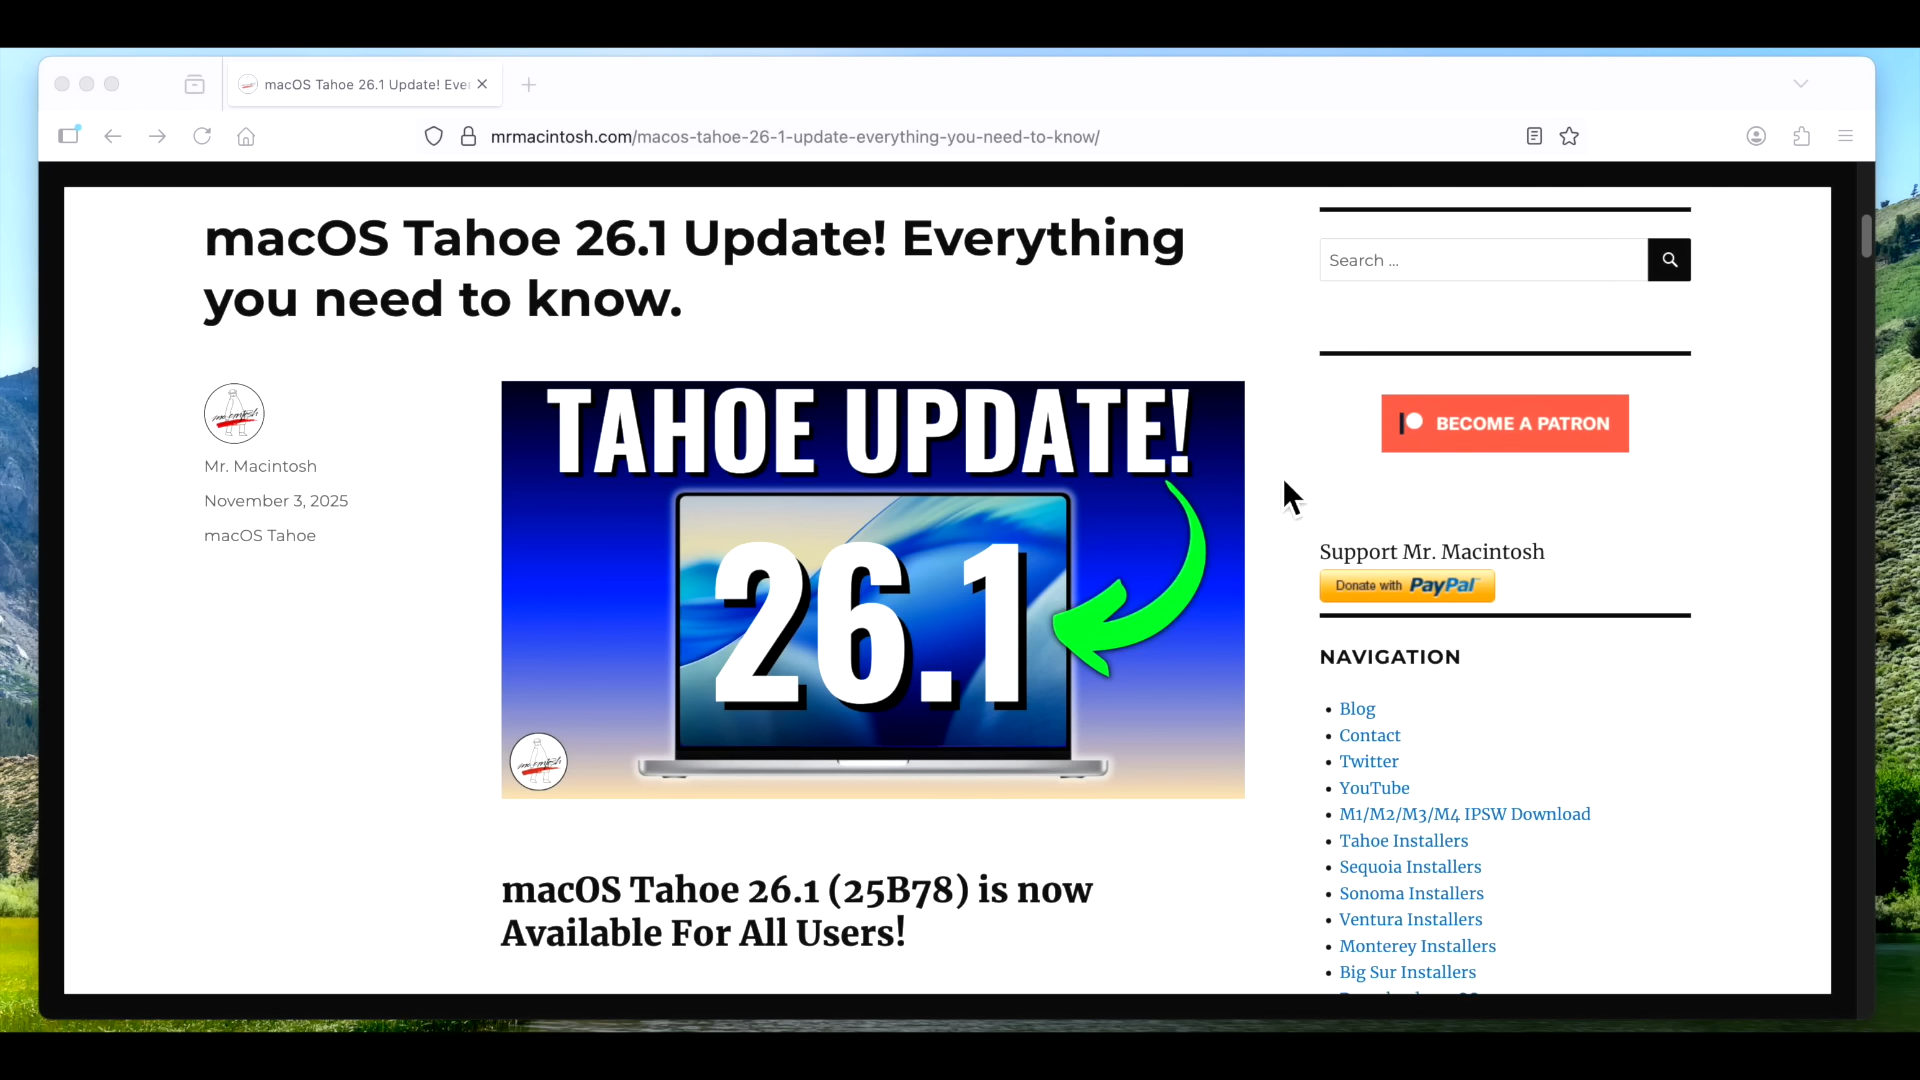 macOS Tahoe 26.1 Update! Eve
mrmacintosh.com/macos-tahoe-26-1-update-everything-you-need-to-know/
macOS Tahoe 26.1 Update! Everything
you need to know.
Mr. Macintosh
November 3, 2025
macOS Tahoe
TAHOE UPDATE!
26.1
macOS Tahoe 26.1 (25B78) is now
Available For All Users!
Search ...
BECOME A PATRON
Support Mr. Macintosh
Donate with PayPal
NAVIGATION
Blog
Contact
Twitter
YouTube
M1/M2/M3/M4 IPSW Download
Tahoe Installers
Sequoia Installers
Sonoma Installers
Ventura Installers
Monterey Installers
Big Sur Installers